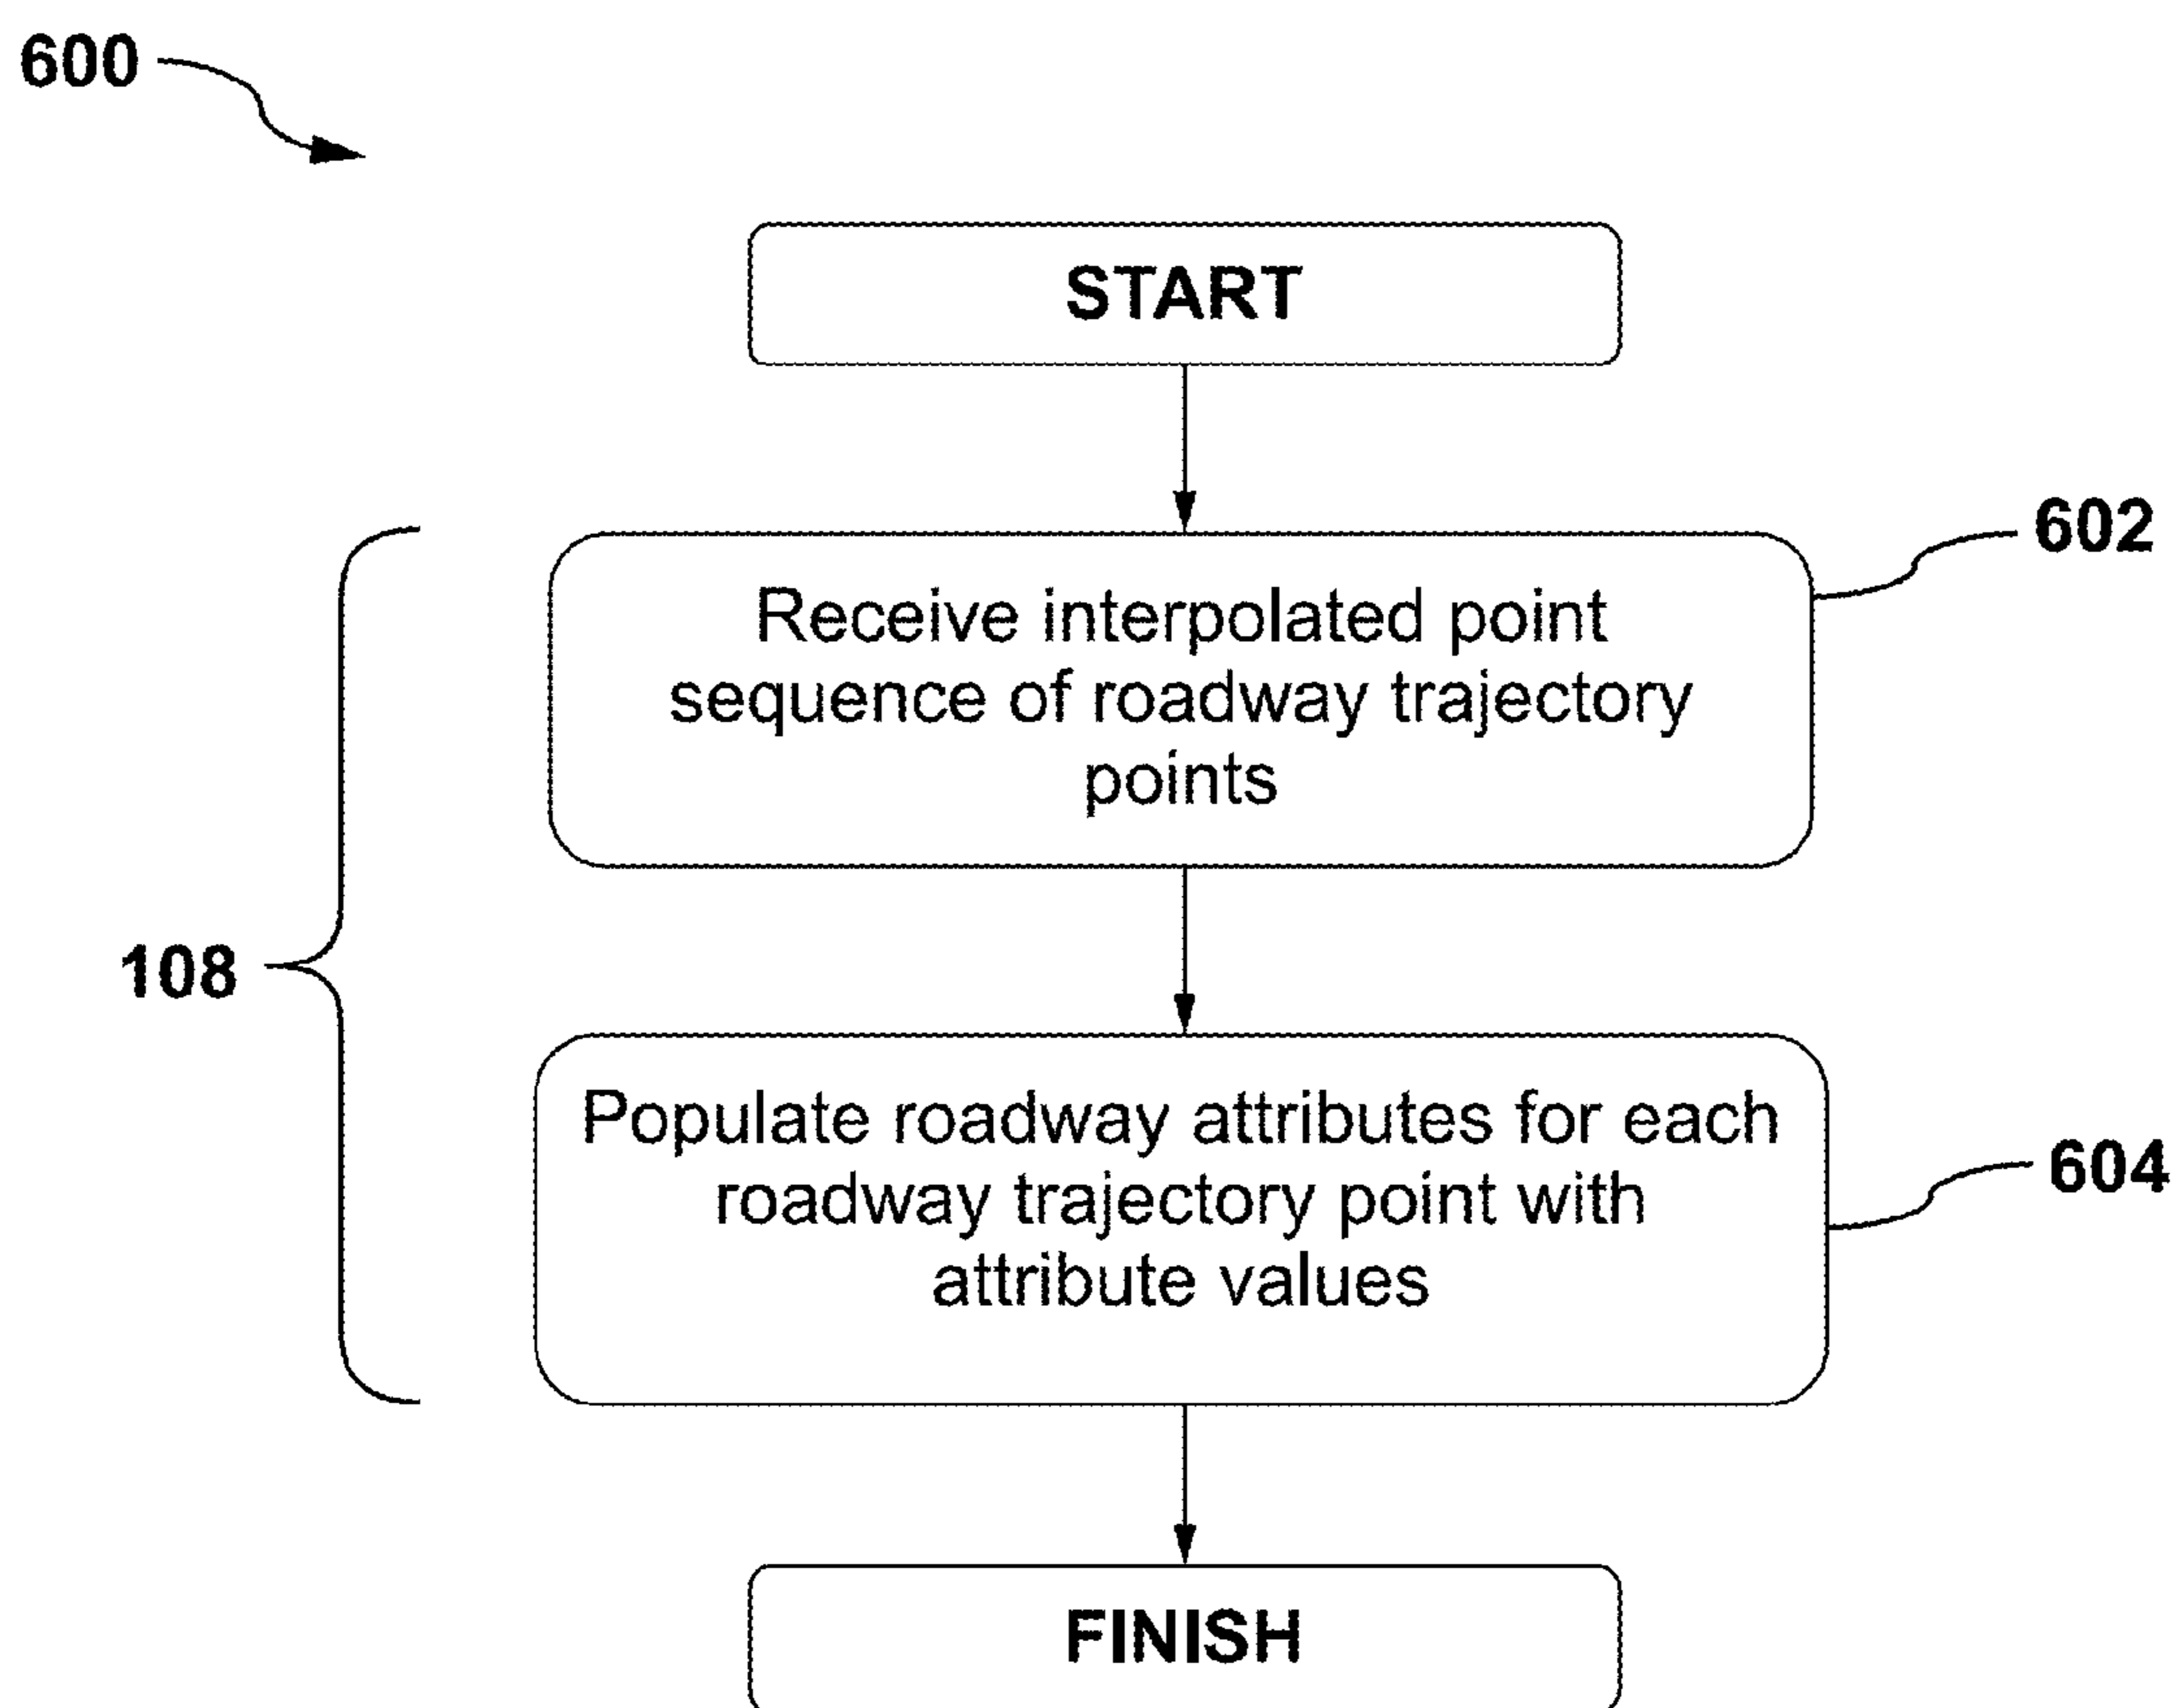 600
START
602
Receive interpolated point
sequence of roadway trajectory
points
108
Populate roadway attributes for each
roadway trajectory point with
attribute values
604
FINISH